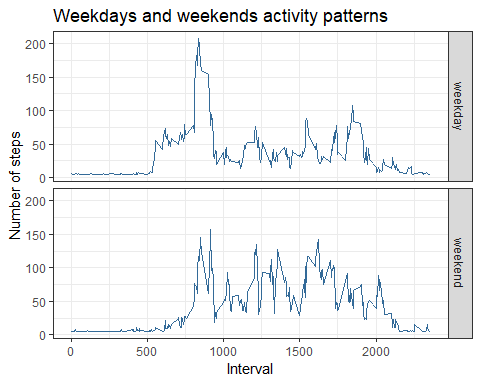 Weekdays and weekends activity patterns
200
150
100
50
0
weekday
200
150
100
50
0
weekend
Number of steps
0 500 1000 1500 2000
Interval